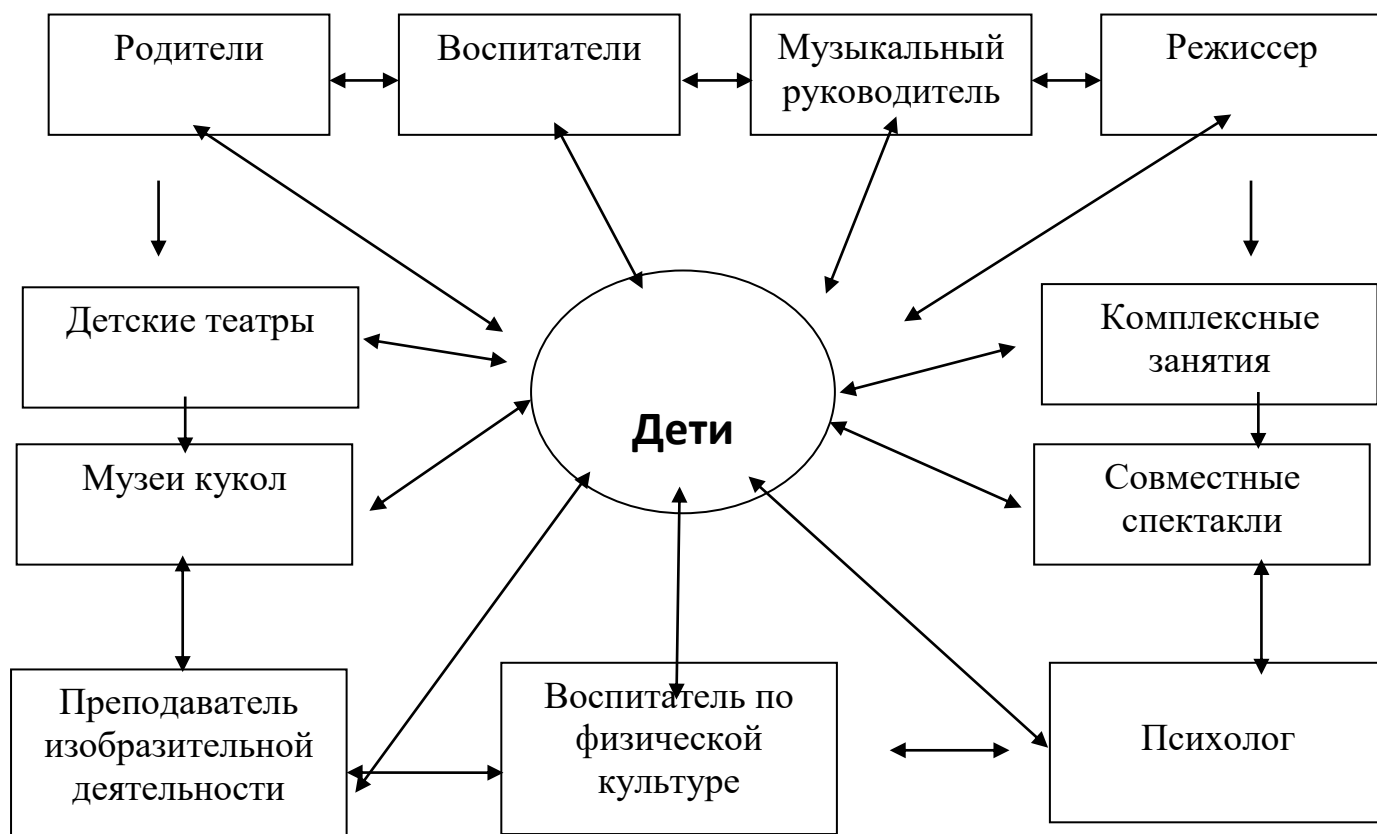 Родители
Воспитатели
Музыкальный
руководитель
Режиссер
Детские театры
Комплексные
занятия
Дети
Музеи кукол
Совместные
спектакли
Преподаватель
изобразительной
деятельности
Воспитатель по
физической
культуре
Психолог